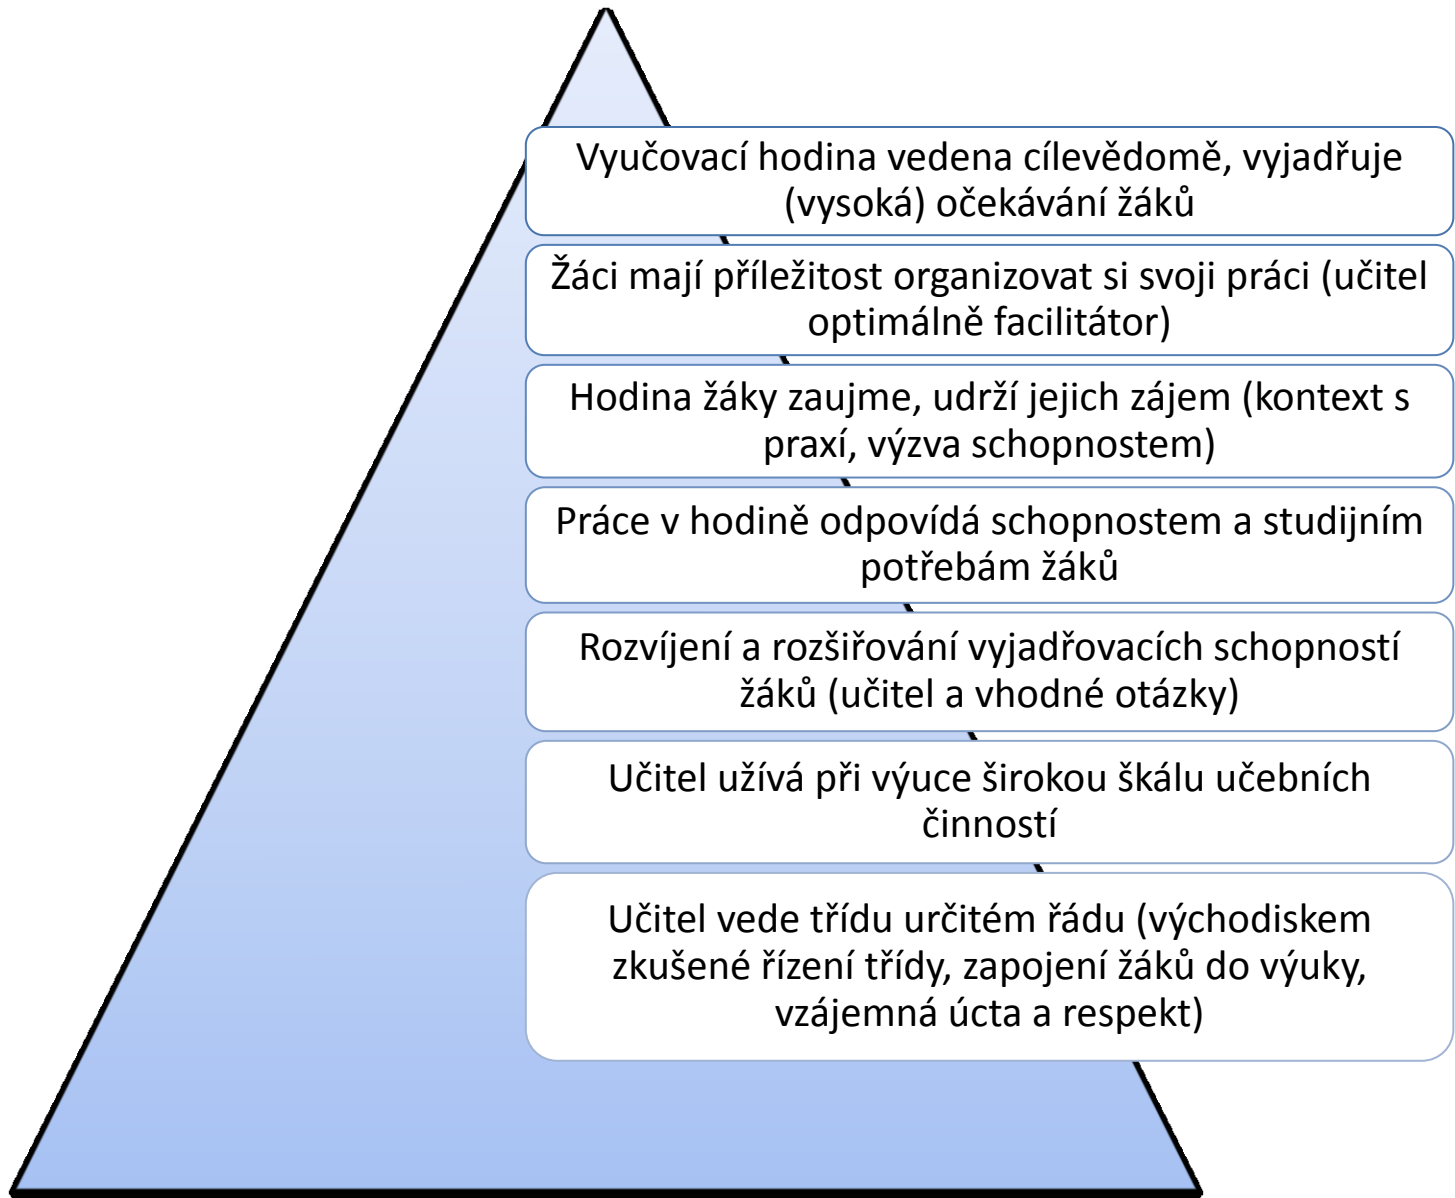 Vyučovací hodina vedena cílevědomě, vyjadřuje
(vysoká) očekávání žáků
Žáci mají příležitost organizovat si svoji práci (učitel
optimálně facilitátor)
Hodina žáky zaujme, udrží jejich zájem (kontext s
praxí, výzva schopnostem)
Práce v hodině odpovídá schopnostem a studijním
potřebám žáků
Rozvíjení a rozšiřování vyjadřovacích schopností
žáků (učitel a vhodné otázky)
Učitel užívá při výuce širokou škálu učebních
činností
Učitel vede třídu určitém řádu (východiskem
zkušené řízení třídy, zapojení žáků do výuky,
vzájemná úcta a respekt)